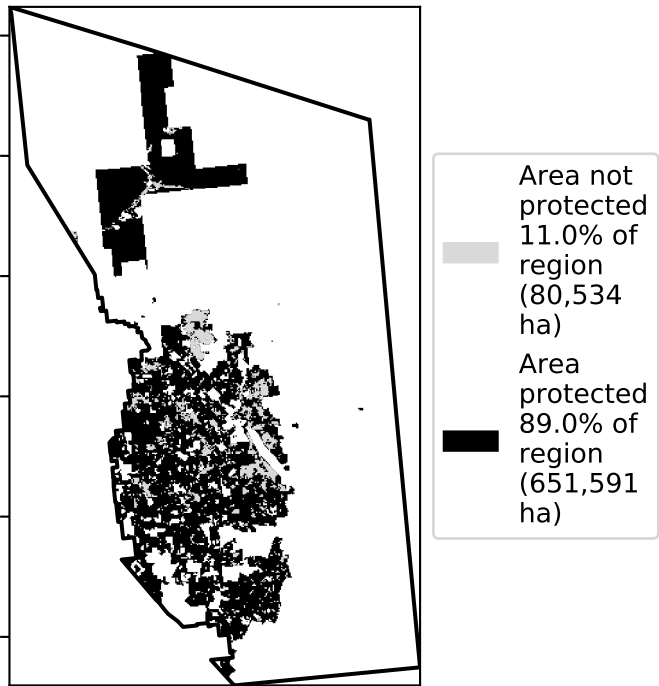 Area not
protected
11.0% of
region
(80,534
ha)
Area
protected
89.0% of
region
(651,591
ha)